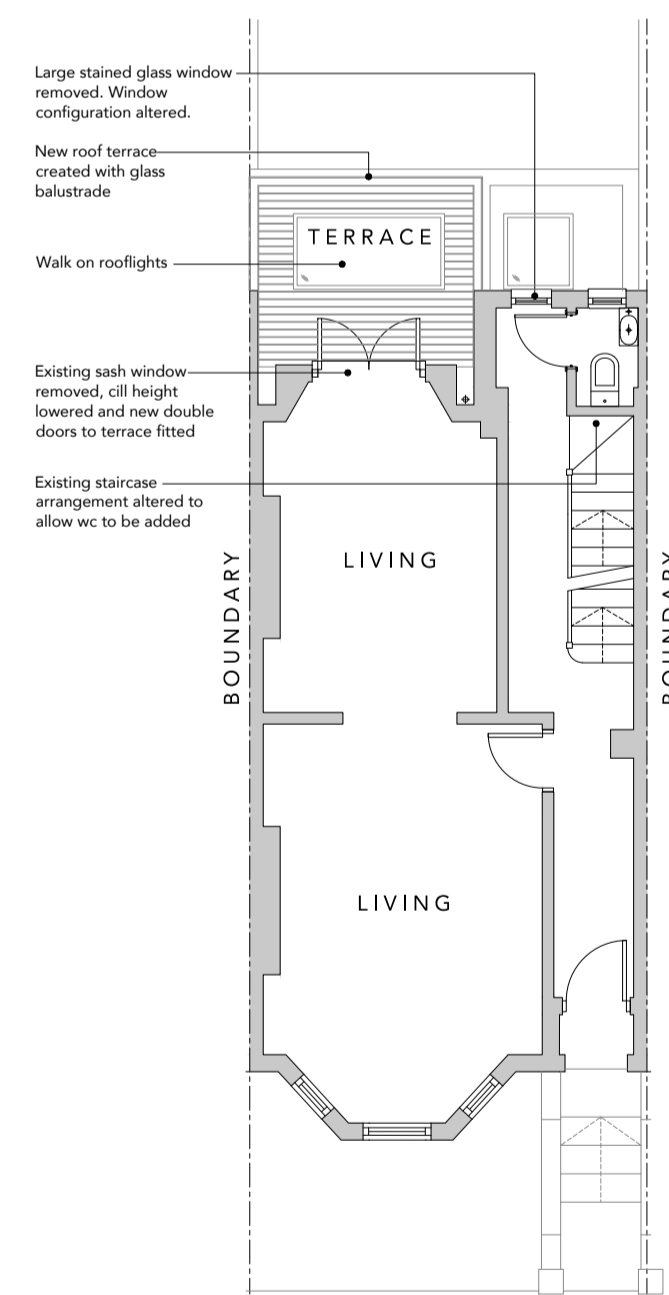 Large stained glass window
removed. Window
configuration altered.
New roof terrace
created with glass
balustrade
TERRACE
Walk on rooflights
Existing sash window
removed, cill height
lowered and new double
doors to terrace fitted
Existing staircase
arrangement altered to
allow wc to be added
LIVING
BOUNDARY
BOUNDARY
LIVING